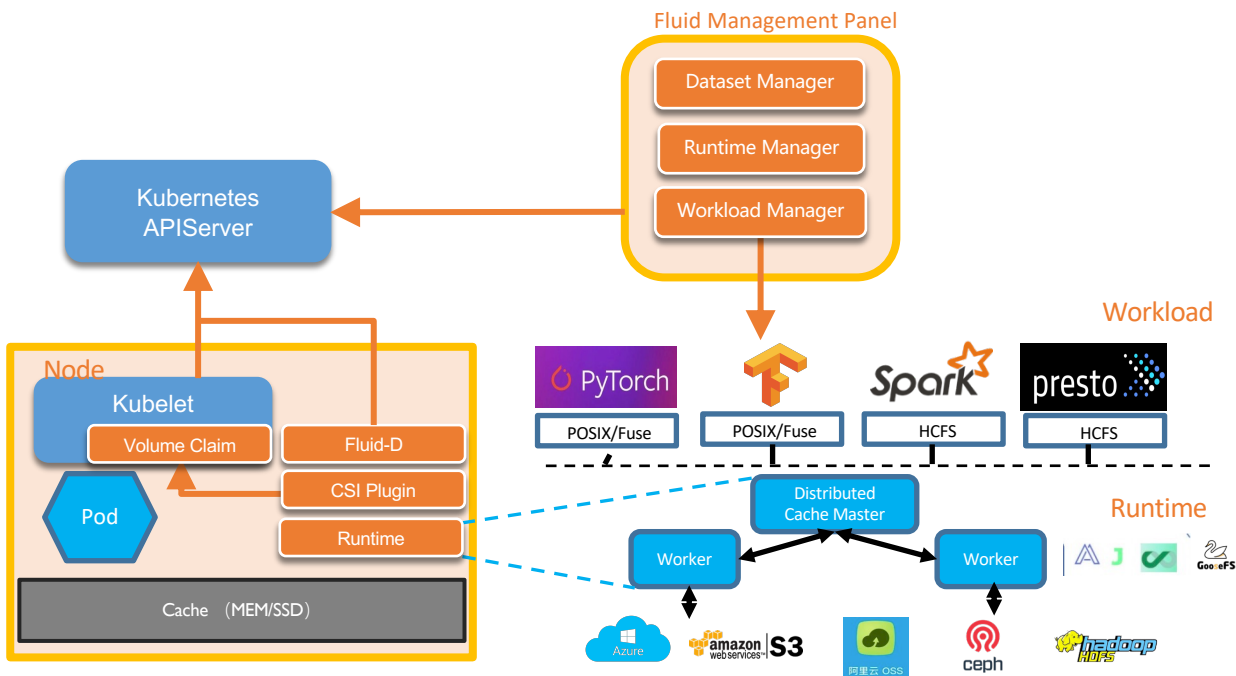 Fluid Management Panel
Dataset Manager
Runtime Manager
Workload Manager
Kubernetes
APIServer
Workload
Node
Kubelet
Volume Claim
Fluid-D
CSI Plugin
Runtime
Pod
Cache （MEM/SSD）
PyTorch
Spark
presto
POSIX/Fuse
POSIX/Fuse
HCFS
HCFS
Distributed
Cache Master
Runtime
Worker
Worker
J
GooseFS
Azure
amazon
webservices™
S3
阿里云 OSS
ceph
hadoop
HDFS